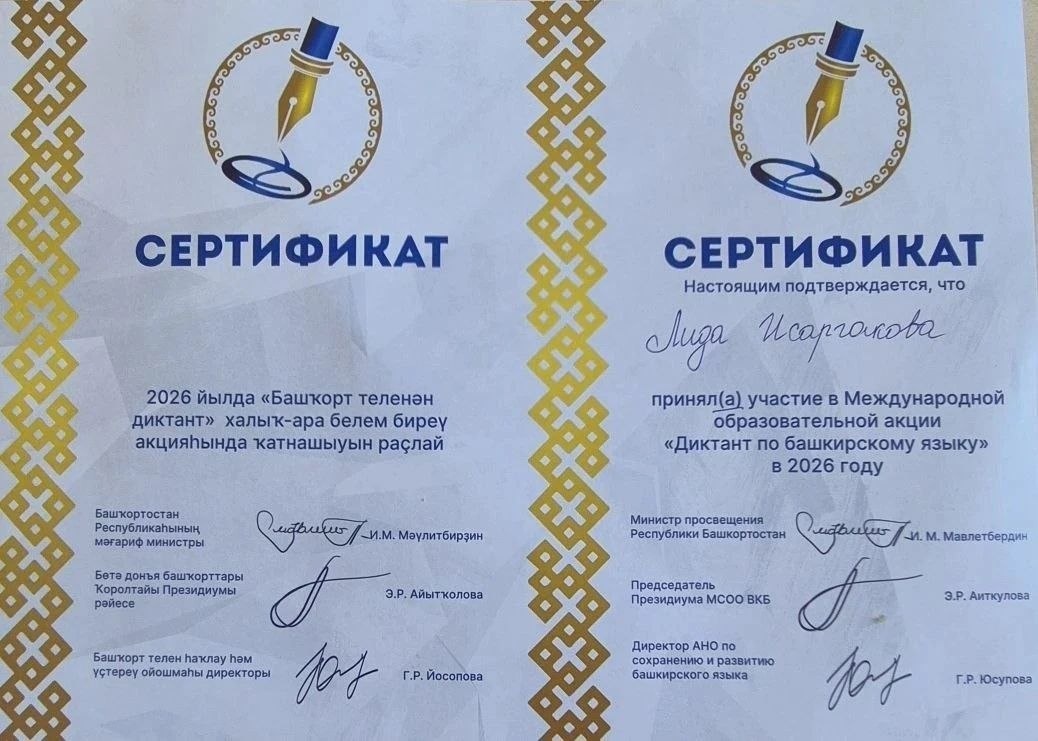 СЕРТИФИКАТ
2026 йылда «Башҡорт теленән
диктант» халыҡ-ара белем биреү
акцияһында ҡатнашыуын раҫлай
Башҡортостан
Республикаһының
мәғариф министры
И.М. Мәүлитбирҙин
Бөтә донъя башҡорттары
Ҡоролтайы Президиумы
рәйесе
Э.Р. Айытҡолова
Башҡорт телен һаҡлау һәм
үҫтереү ойошмаһы директоры
Г.Р. Йосопова
СЕРТИФИКАТ
Настоящим подтверждается, что
Лида Исаргакова
принял(а) участие в Международной
образовательной акции
«Диктант по башкирскому языку»
в 2026 году
Министр просвещения
Республики Башкортостан
И. М. Мавлетбердин
Председатель
Президиума МСОО ВКБ
Э.Р. Аиткулова
Директор АНО по
сохранению и развитию
башкирского языка
Г.Р. Юсупова